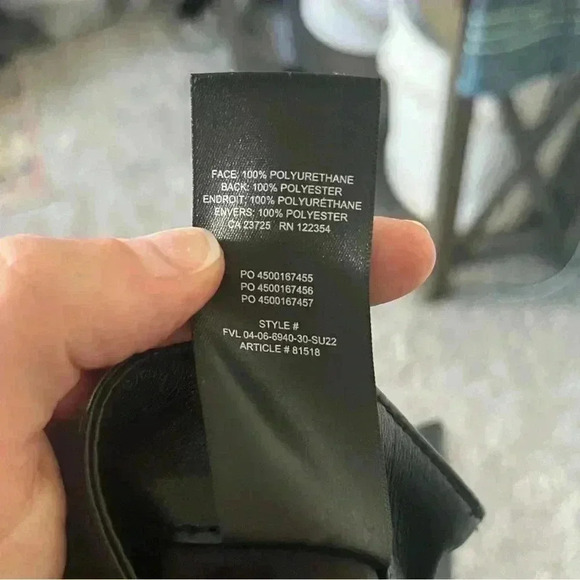 FACE: 100% POLYURETHANE
BACK: 100% POLYESTER
ENDROIT: 100% POLYURÉTHANE
ENVERS: 100% POLYESTER
CA 23725 RN 122354
PO 4500167455
PO 4500167456
PO 4500167457
STYLE #
FVL 04-06-6940-30-SU22
ARTICLE # 81518